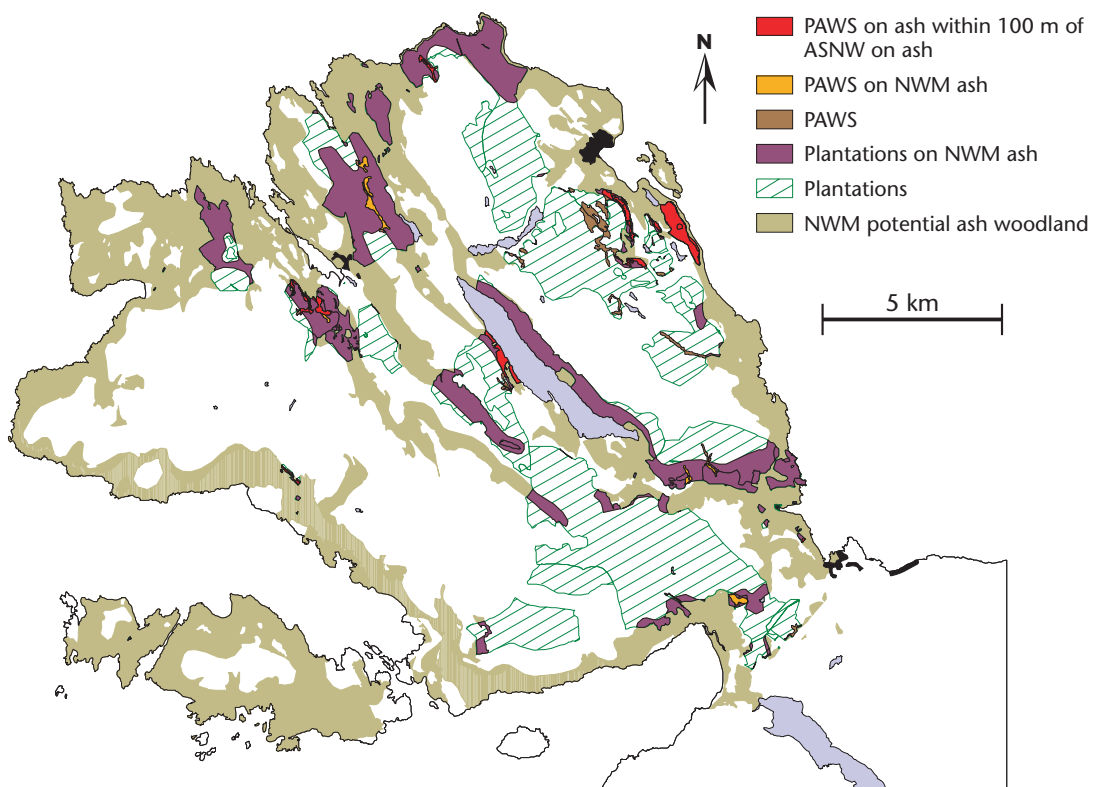 N
PAWS on ash within 100 m of
ASNW on ash
PAWS on NWM ash
PAWS
Plantations on NWM ash
Plantations
NWM potential ash woodland
5 km